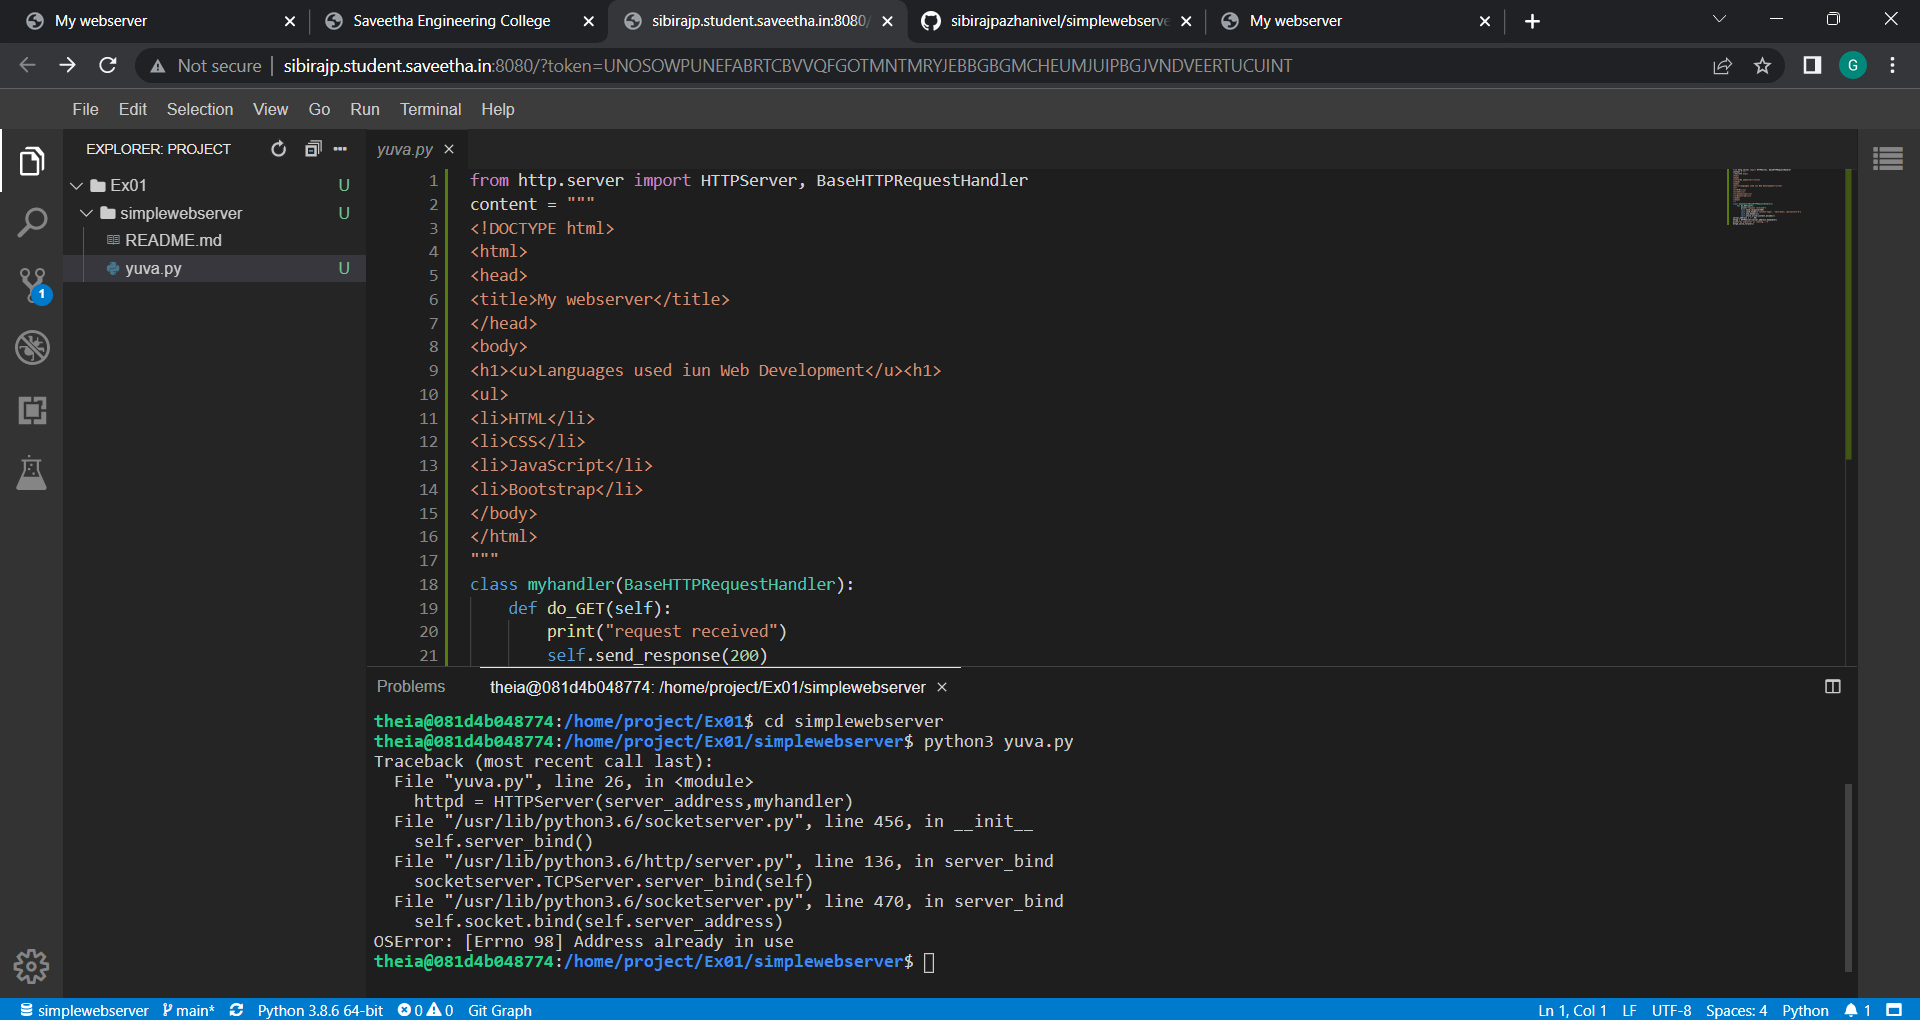 My webserver
Saveetha Engineering College
sibirajp.student.saveetha.in:8080/
sibirajpazhanivel/simplewebserve
My webserver
Not secure
sibirajp.student.saveetha.in:8080/?token=UNOSOWPUNEFABRTCBVVQFGOTMNTMRYJEBBGBGMCHEUMJUIPBGJVNDVEERTUCUINT
G
File Edit Selection View Go Run Terminal Help
EXPLORER: PROJECT
Ex01 U
simplewebserver U
README.md
yuva.py U
1
yuva.py
1 from http.server import HTTPServer, BaseHTTPRequestHandler
2 content = """
3 <!DOCTYPE html>
4 <html>
5 <head>
6 <title>My webserver</title>
7 </head>
8 <body>
9 <h1><u>Languages used iun Web Development</u><h1>
10 <ul>
11 <li>HTML</li>
12 <li>CSS</li>
13 <li>JavaScript</li>
14 <li>Bootstrap</li>
15 </body>
16 </html>
17 """
18 class myhandler(BaseHTTPRequestHandler):
19 def do_GET(self):
20 print("request received")
21 self.send_response(200)
Problems
theia@081d4b048774: /home/project/Ex01/simplewebserver
theia@081d4b048774:/home/project/Ex01$ cd simplewebserver
theia@081d4b048774:/home/project/Ex01/simplewebserver$ python3 yuva.py
Traceback (most recent call last):
File "yuva.py", line 26, in <module>
httpd = HTTPServer(server_address,myhandler)
File "/usr/lib/python3.6/socketserver.py", line 456, in __init__
self.server_bind()
File "/usr/lib/python3.6/http/server.py", line 136, in server_bind
socketserver.TCPServer.server_bind(self)
File "/usr/lib/python3.6/socketserver.py", line 470, in server_bind
self.socket.bind(self.server_address)
OSError: [Errno 98] Address already in use
theia@081d4b048774:/home/project/Ex01/simplewebserver$
simplewebserver main* Python 3.8.6 64-bit 0 0 Git Graph
Ln 1, Col 1 LF UTF-8 Spaces: 4 Python 1